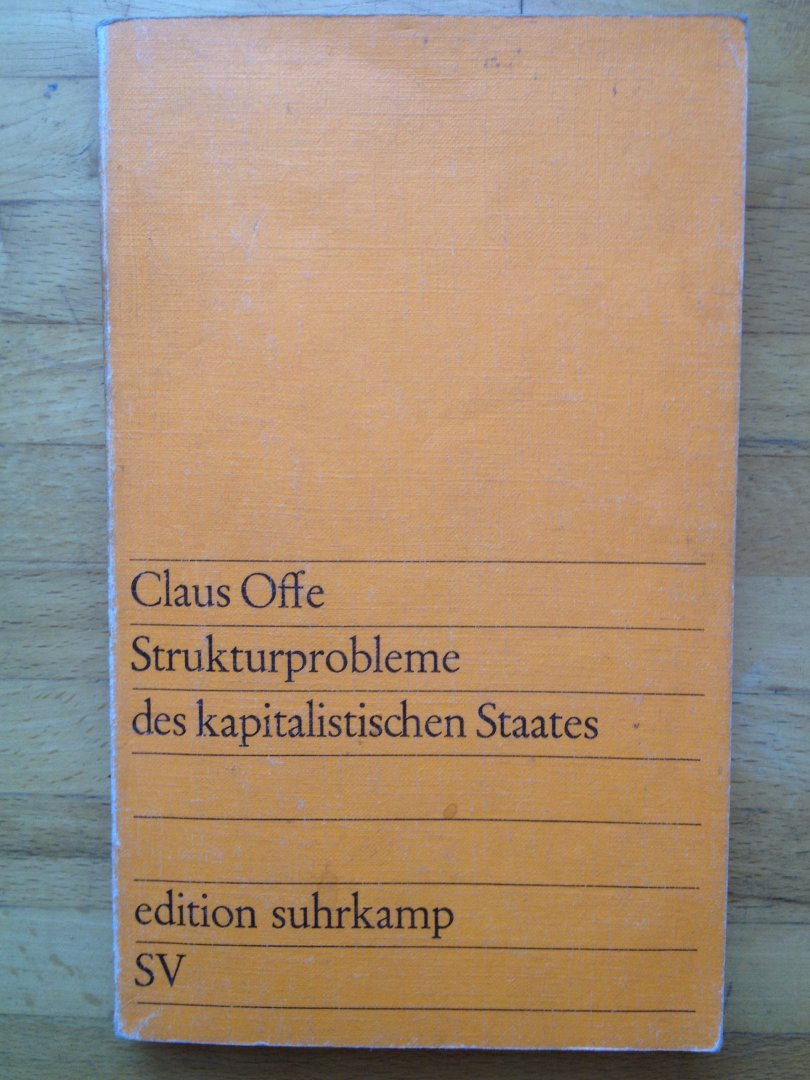 Claus Offe
Strukturprobleme
des kapitalistischen Staates
edition suhrkamp
SV